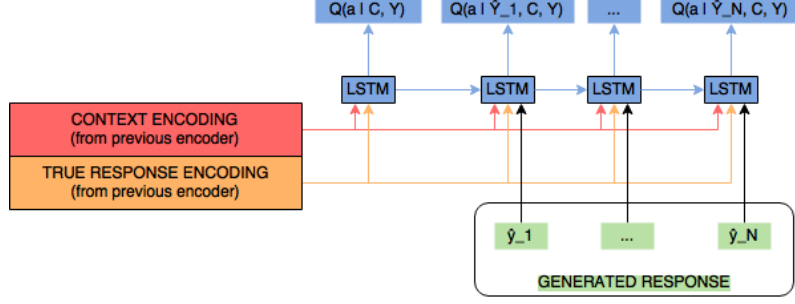 Q(a | C, Y)
Q(a | Ŷ_1, C, Y)
...
Q(a | Ŷ_N, C, Y)
LSTM
LSTM
LSTM
LSTM
CONTEXT ENCODING
(from previous encoder)
TRUE RESPONSE ENCODING
(from previous encoder)
ŷ_1
...
ŷ_N
GENERATED RESPONSE